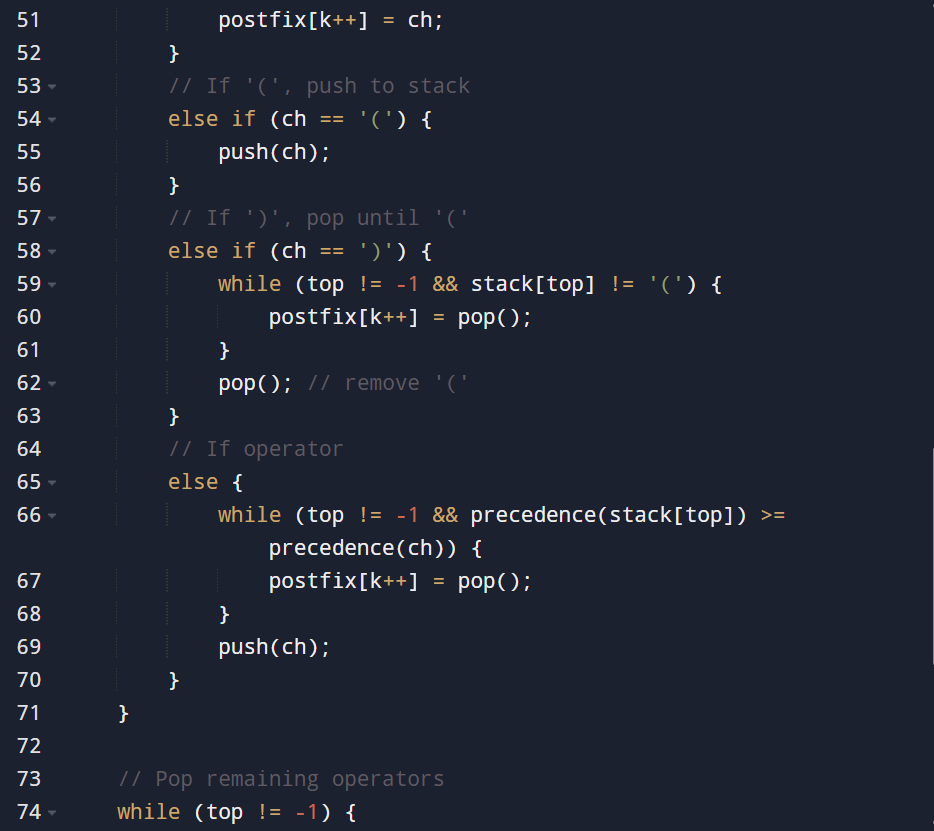 51 postfix[k++] = ch;
52 }
53 // If '(', push to stack
54 else if (ch == '(') {
55 push(ch);
56 }
57 // If ')', pop until '('
58 else if (ch == ')') {
59 while (top != -1 && stack[top] != '(') {
60 postfix[k++] = pop();
61 }
62 pop(); // remove '('
63 }
64 // If operator
65 else {
66 while (top != -1 && precedence(stack[top]) >=
precedence(ch)) {
67 postfix[k++] = pop();
68 }
69 push(ch);
70 }
71 }
72
73 // Pop remaining operators
74 while (top != -1) {